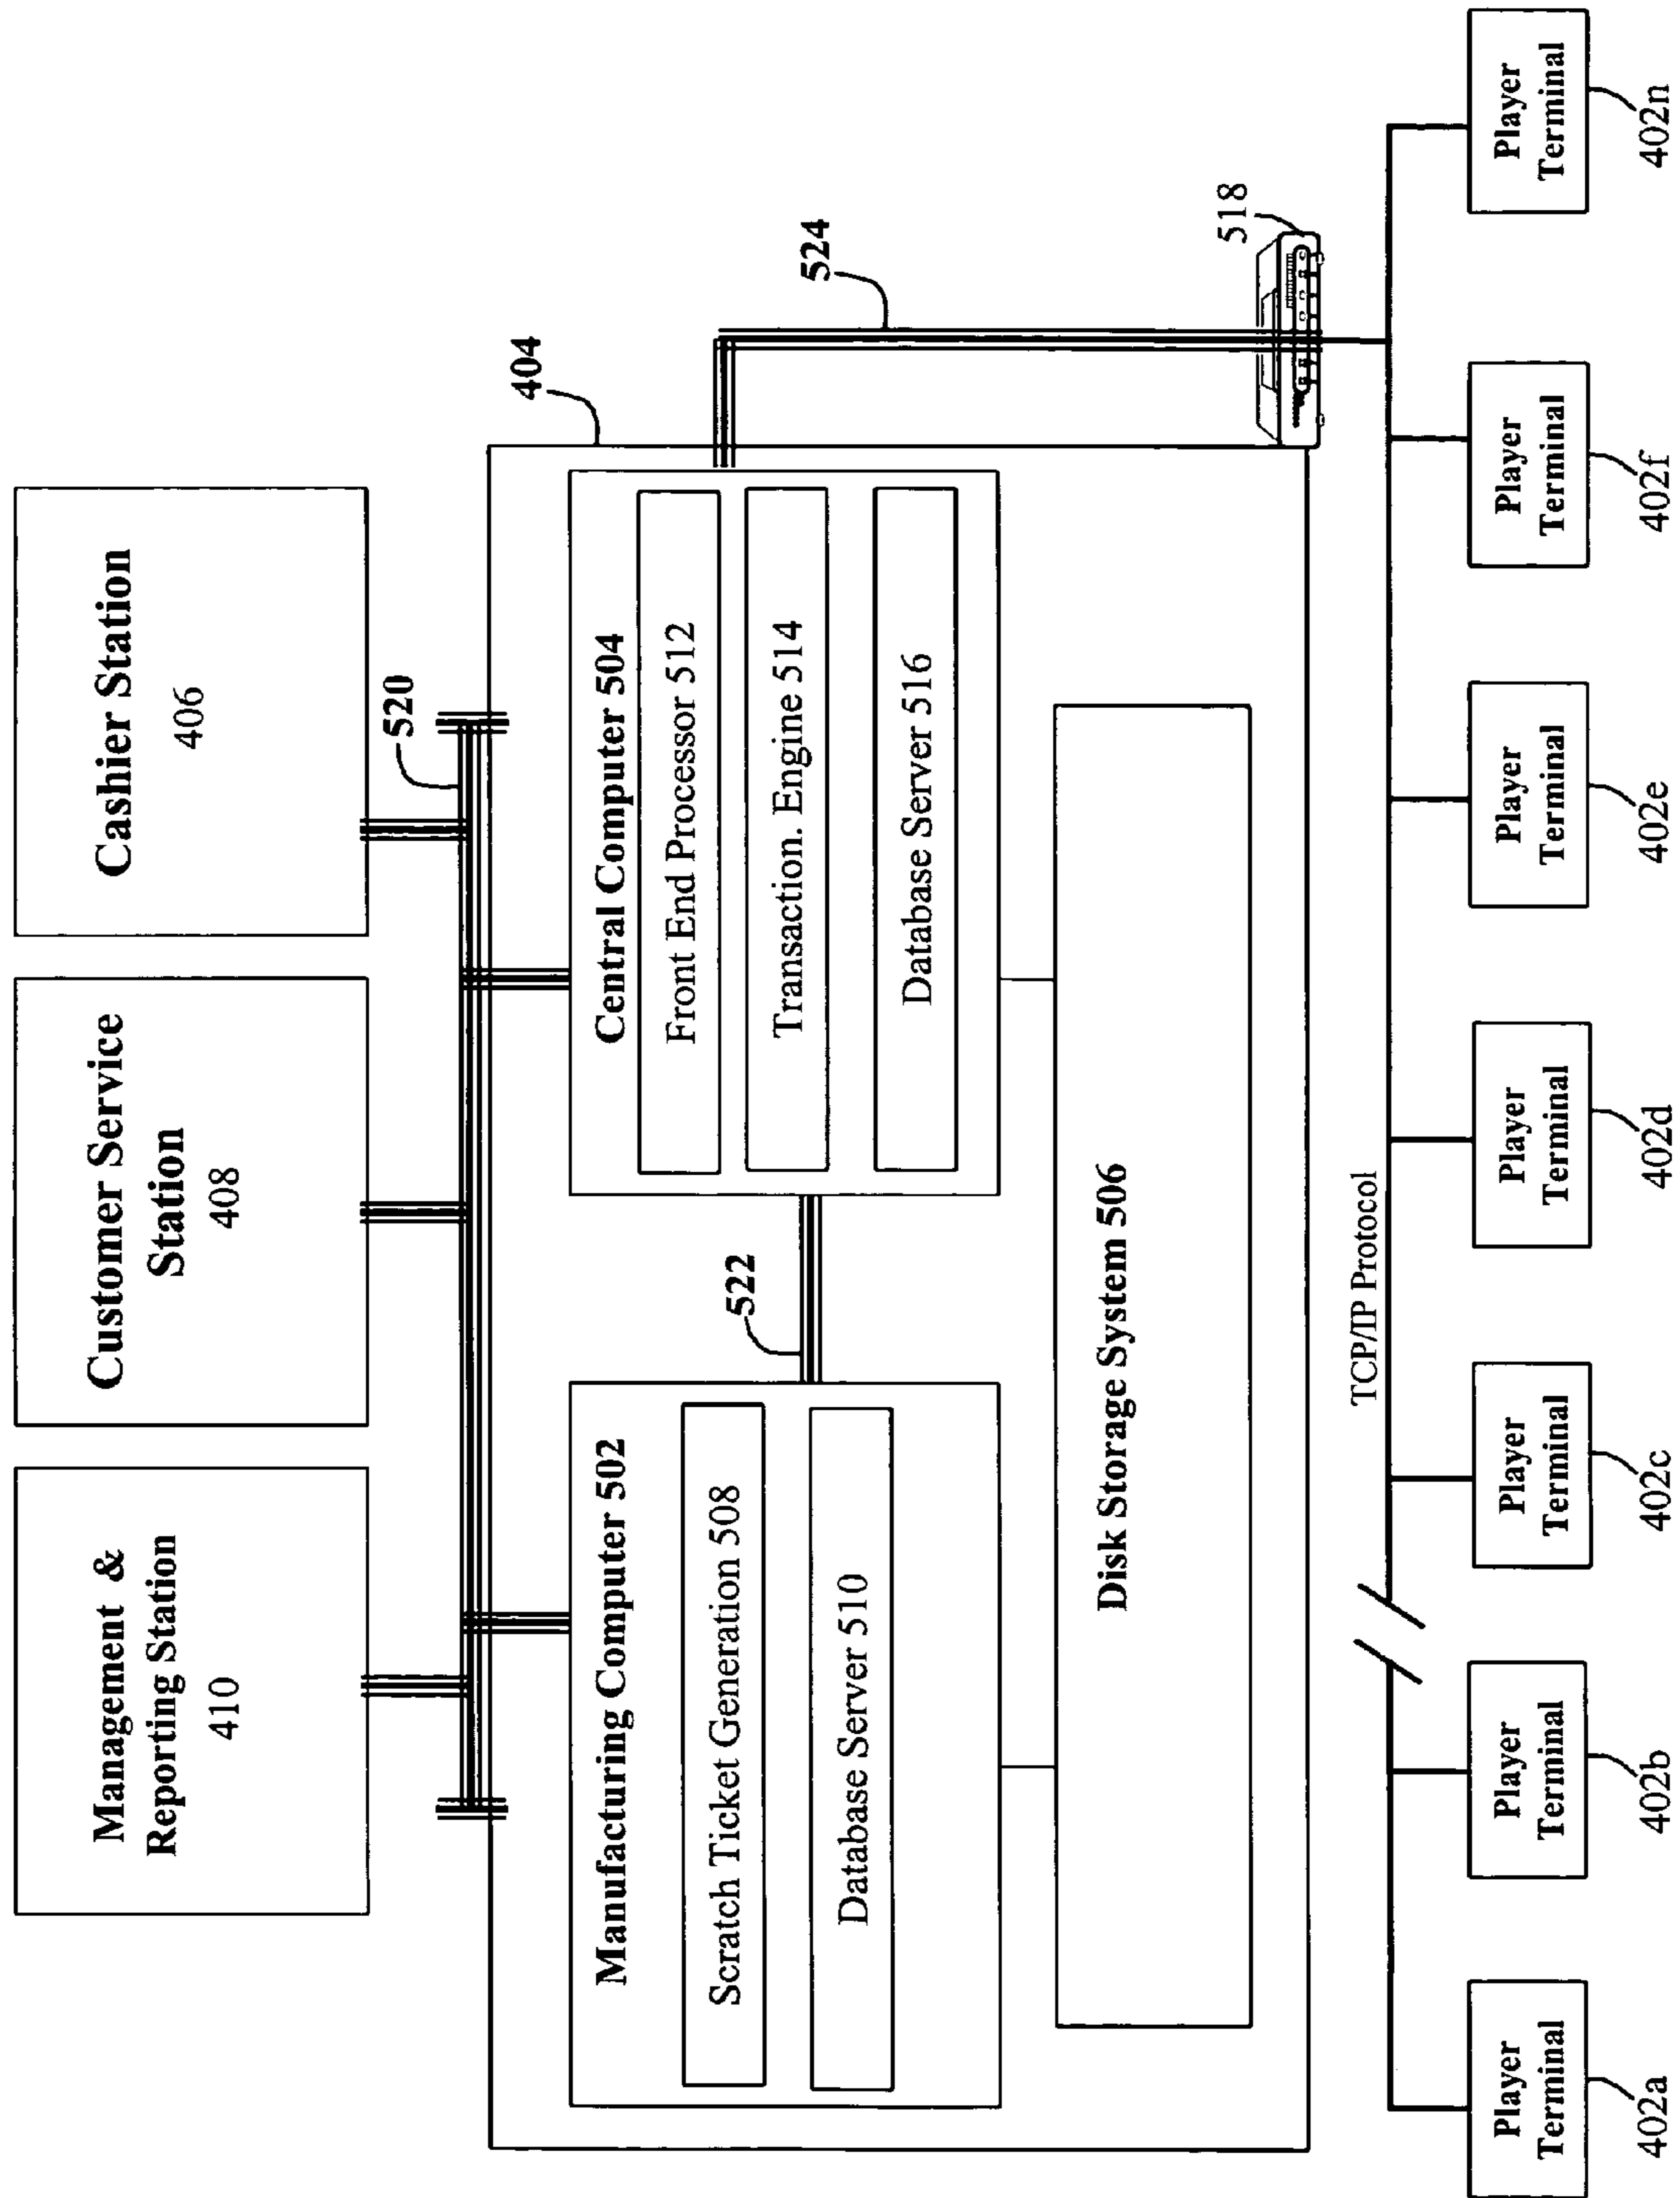 Management &
Reporting Station
410
Customer Service
Station
408
Cashier Station
406
520
404
Manufacturing Computer 502
Scratch Ticket Generation 508
Database Server 510
522
Central Computer 504
Front End Processor 512
Transaction. Engine 514
Database Server 516
524
Disk Storage System 506
518
TCP/IP Protocol
Player
Terminal
402a
Player
Terminal
402b
Player
Terminal
402c
Player
Terminal
402d
Player
Terminal
402e
Player
Terminal
402f
Player
Terminal
402n